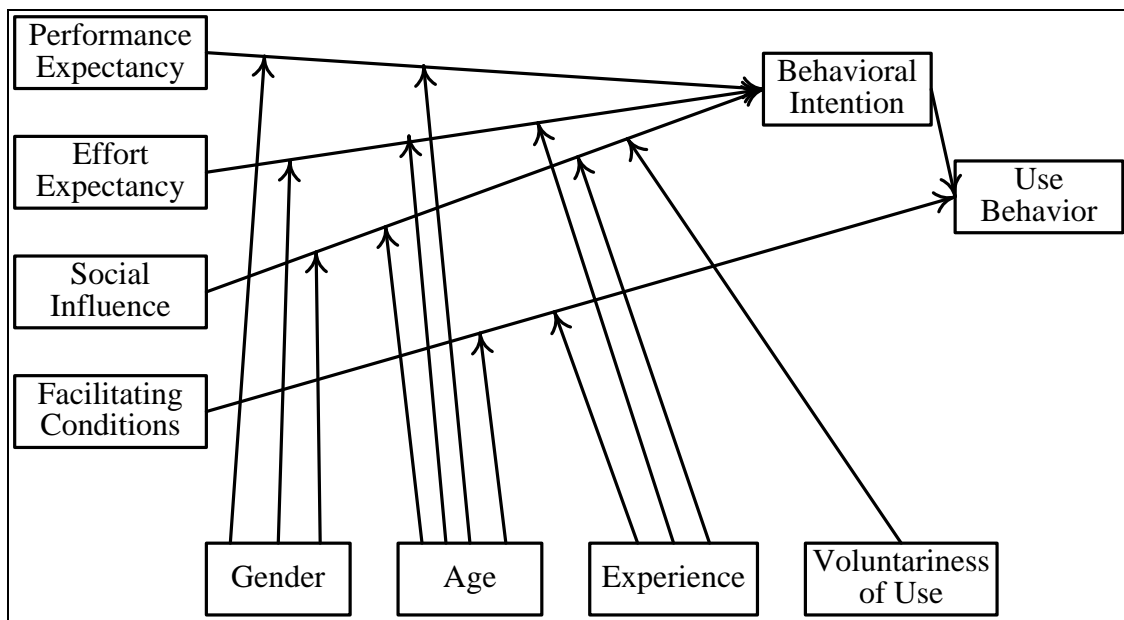 Performance
Expectancy
Behavioral
Intention
Effort
Expectancy
Use
Behavior
Social
Influence
Facilitating
Conditions
Gender
Age
Experience
Voluntariness
of Use